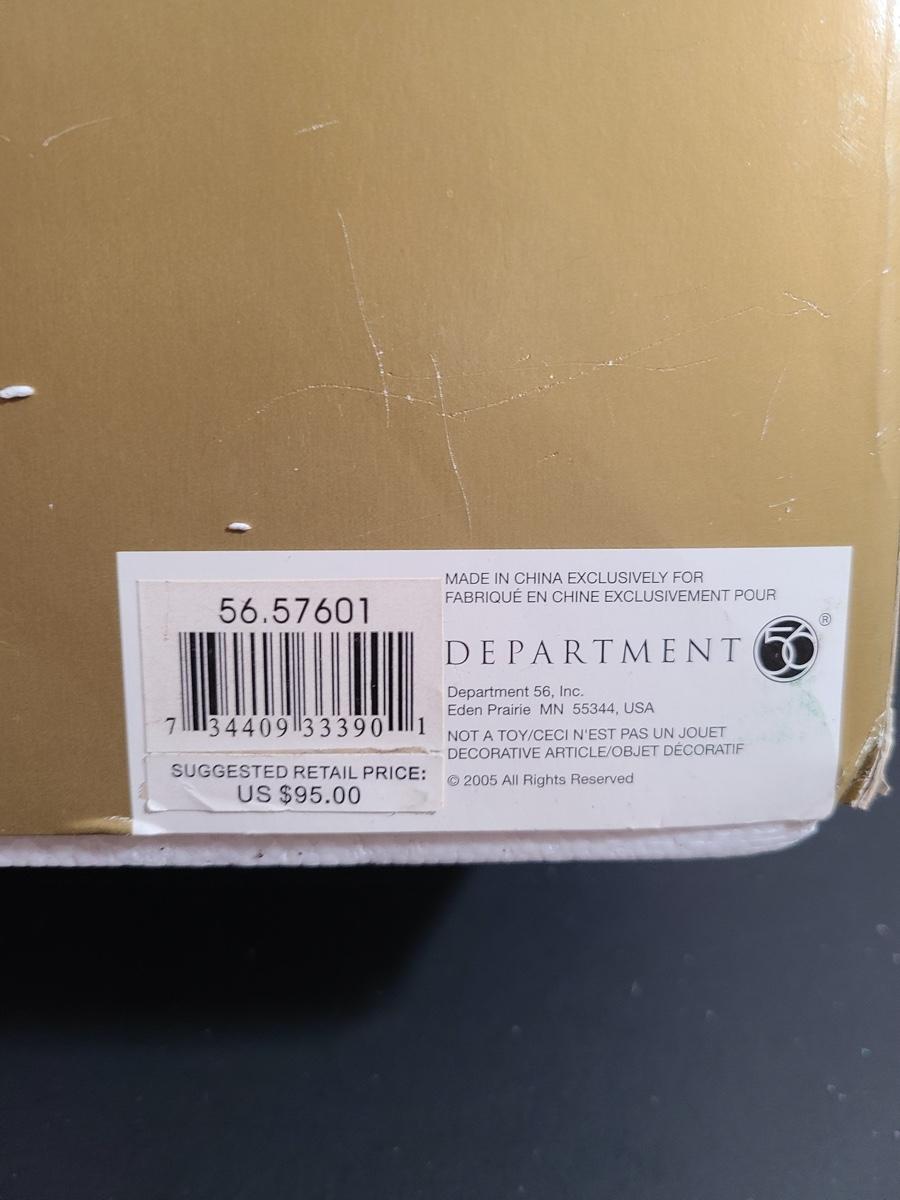 56.57601
7 34409 33390 1
SUGGESTED RETAIL PRICE:
US $95.00
MADE IN CHINA EXCLUSIVELY FOR
FABRIQUÉ EN CHINE EXCLUSIVEMENT POUR
DEPARTMENT 56®
Department 56, Inc.
Eden Prairie MN 55344, USA
NOT A TOY/CECI N'EST PAS UN JOUET
DECORATIVE ARTICLE/OBJET DÉCORATIF
© 2005 All Rights Reserved